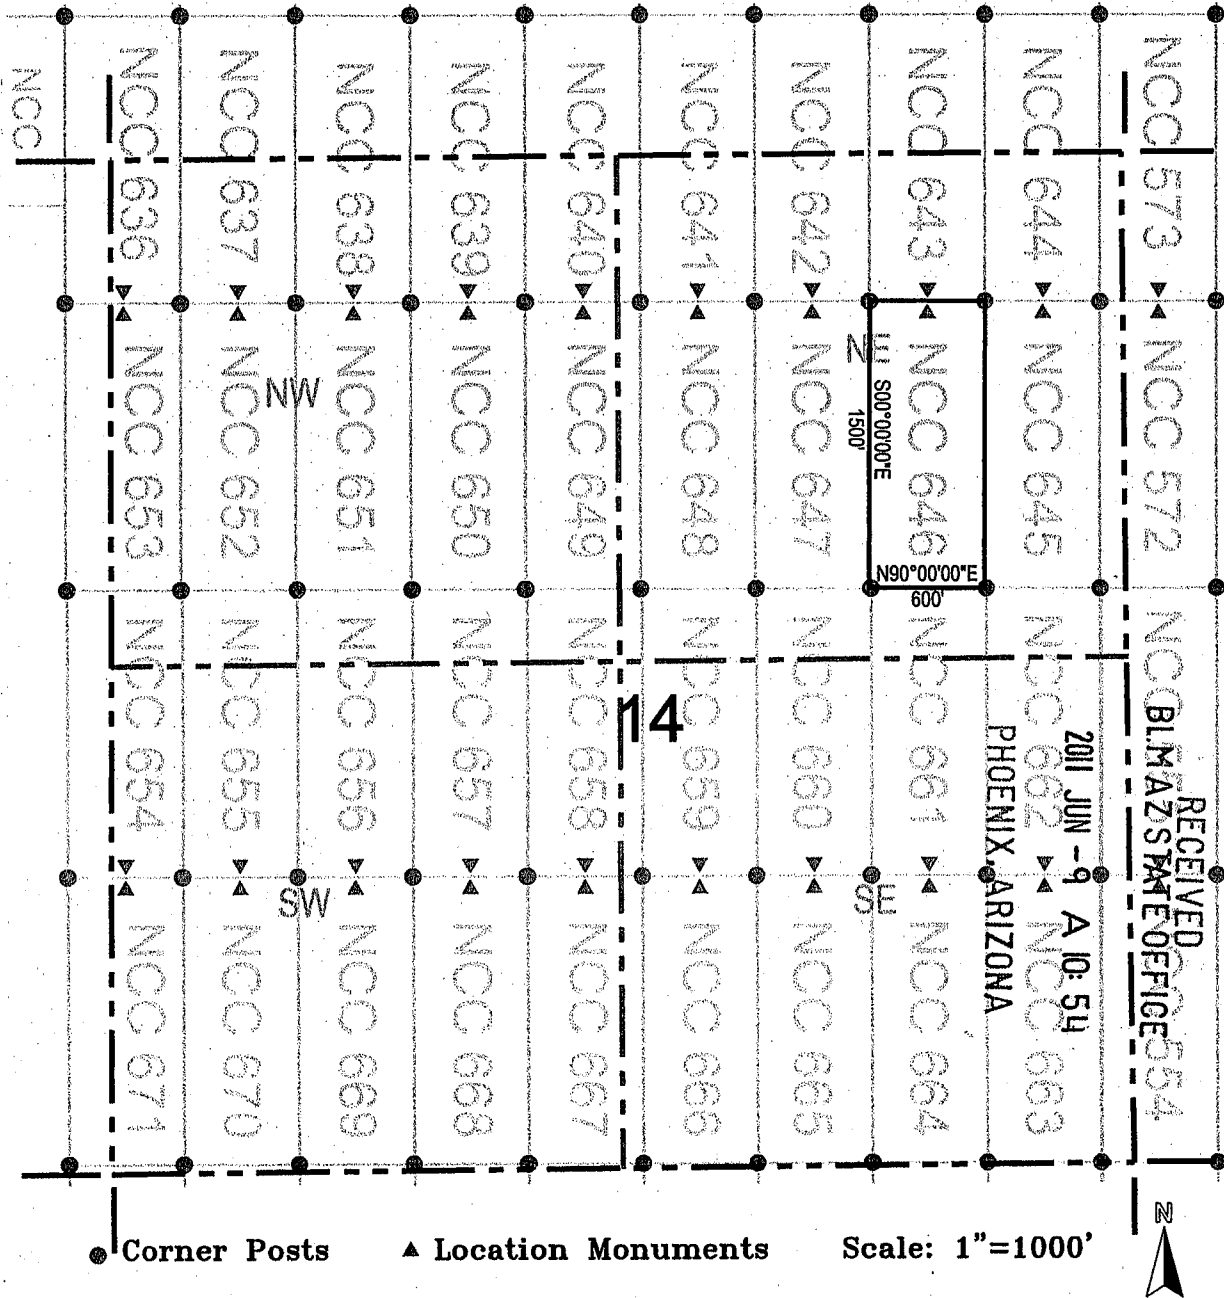 NCC
NCC 636
NCC 637
NCC 638
NCC 639
NCC 640
NCC 641
NCC 642
NCC 643
NCC 644
NCC 573
NCC 653
NW
NCC 652
NCC 651
NCC 650
NCC 649
NCC 648
NCC 647
NE
S00°00'00"E
1500'
NCC 646
N90°00'00"E
600'
NCC 645
NCC 572
NCC 654
NCC 655
NCC 656
NCC 657
NCC 658
14
NCC 659
NCC 660
NCC 661
NCC 662
RECEIVED
BLM AZ STATE OFFICE
2011 JUN -9 A 10: 54
PHOENIX, ARIZONA
SW
SE
NCC 671
NCC 670
NCC 669
NCC 668
NCC 667
NCC 666
NCC 665
NCC 664
NCC 663
554
N
Corner Posts
Location Monuments
Scale: 1"=1000'